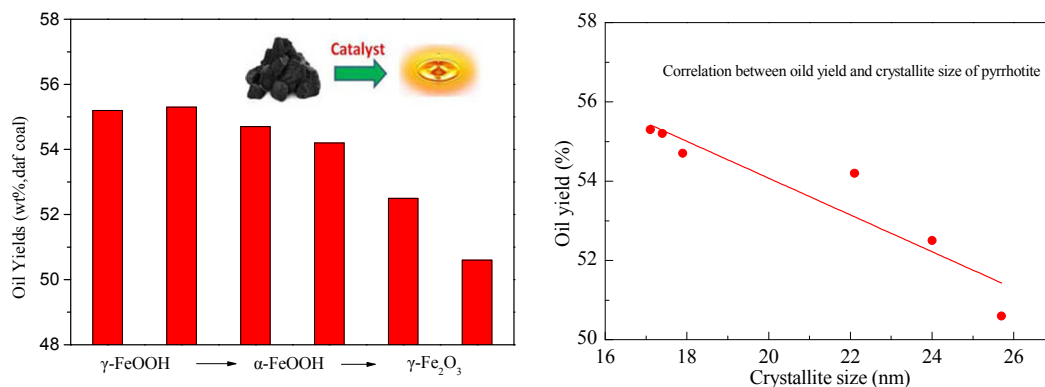 58
56
54
52
50
48
Oil Yields (wt%,daf coal)
Catalyst
γ-FeOOH → α-FeOOH → γ-Fe₂O₃
58
56
54
52
50
Oil yield (%)
Correlation between oild yield and crystallite size of pyrrhotite
16 18 20 22 24 26
Crystallite size (nm)